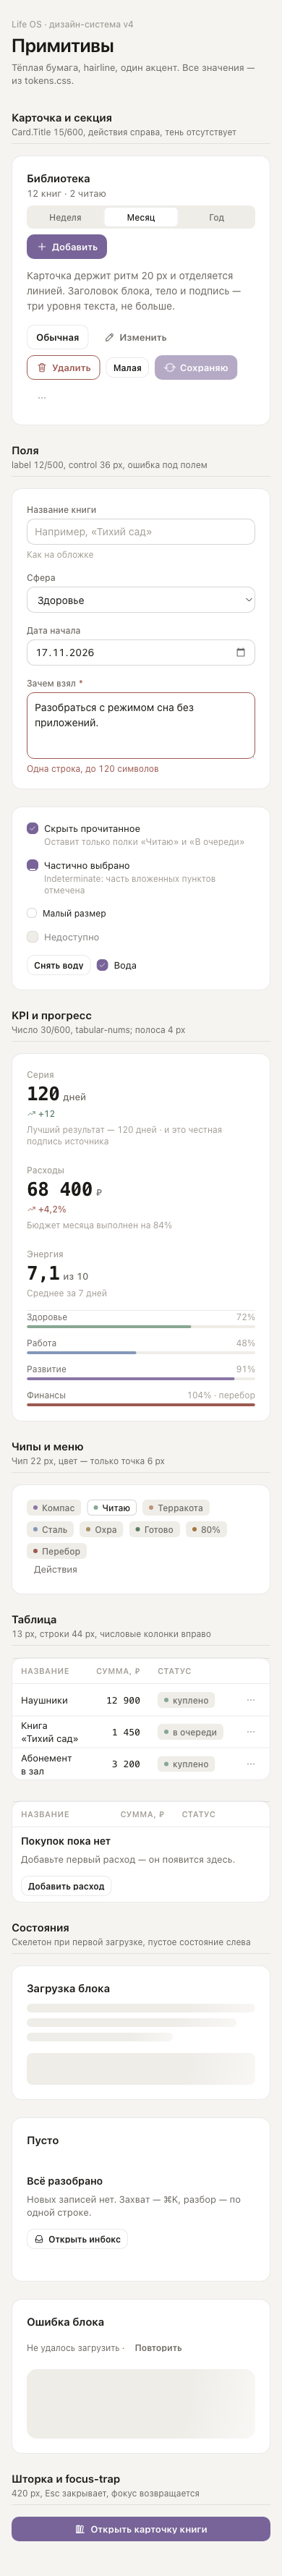 Life OS · дизайн-система v4
Примитивы
Тёплая бумага, hairline, один акцент. Все значения —
из tokens.css.
Карточка и секция
Card.Title 15/600, действия справа, тень отсутствует
Библиотека
12 книг · 2 читаю
Неделя Месяц Год
Добавить
Карточка держит ритм 20 px и отделяется
линией. Заголовок блока, тело и подпись —
три уровня текста, не больше.
Обычная Изменить
Удалить Малая Сохраняю
...
Поля
label 12/500, control 36 px, ошибка под полем
Название книги
Например, «Тихий сад»
Как на обложке
Сфера
Здоровье
Дата начала
17.11.2026
Зачем взял *
Разобраться с режимом сна без
приложений.
Одна строка, до 120 символов
Скрыть прочитанное
Оставит только полки «Читаю» и «В очереди»
Частично выбрано
Indeterminate: часть вложенных пунктов
отмечена
Малый размер
Недоступно
Снять воду Вода
KPI и прогресс
Число 30/600, tabular-nums; полоса 4 px
Серия
120 дней
+12
Лучший результат — 120 дней · и это честная
подпись источника
Расходы
68 400 ₽
+4,2%
Бюджет месяца выполнен на 84%
Энергия
7,1 из 10
Среднее за 7 дней
Здоровье 72%
Работа 48%
Развитие 91%
Финансы 104% · перебор
Чипы и меню
Чип 22 px, цвет — только точка 6 px
Компас Читаю Терракота
Сталь Охра Готово 80%
Перебор
Действия
Таблица
13 px, строки 44 px, числовые колонки вправо
НАЗВАНИЕ СУММА, ₽ СТАТУС
Наушники 12 900 куплено ...
Книга
«Тихий сад» 1 450 в очереди ...
Абонемент
в зал 3 200 куплено ...
НАЗВАНИЕ СУММА, ₽ СТАТУС
Покупок пока нет
Добавьте первый расход — он появится здесь.
Добавить расход
Состояния
Скелетон при первой загрузке, пустое состояние слева
Загрузка блока
Пусто
Всё разобрано
Новых записей нет. Захват — ⌘K, разбор — по
одной строке.
Открыть инбокс
Ошибка блока
Не удалось загрузить · Повторить
Шторка и focus-trap
420 px, Esc закрывает, фокус возвращается
Открыть карточку книги